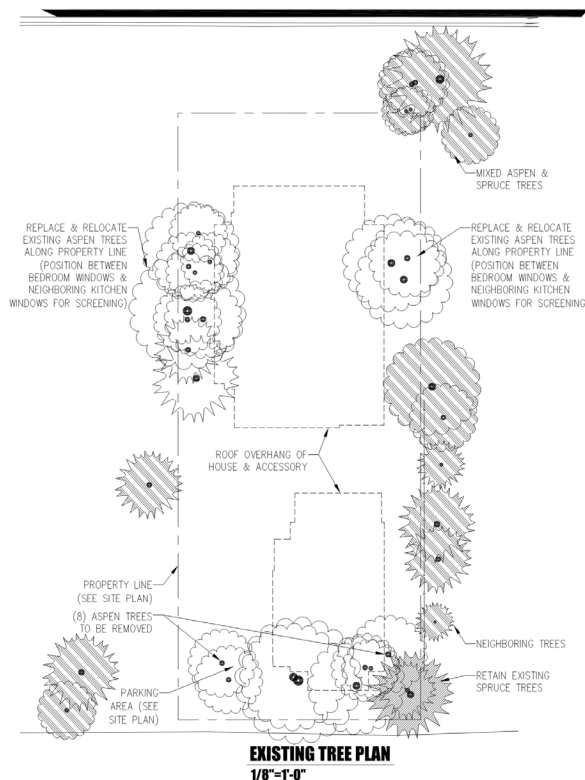 MIXED ASPEN &
SPRUCE TREES
REPLACE & RELOCATE
EXISTING ASPEN TREES
ALONG PROPERTY LINE
(POSITION BETWEEN
BEDROOM WINDOWS &
NEIGHBORING KITCHEN
WINDOWS FOR SCREENING)
REPLACE & RELOCATE
EXISTING ASPEN TREES
ALONG PROPERTY LINE
(POSITION BETWEEN
BEDROOM WINDOWS &
NEIGHBORING KITCHEN
WINDOWS FOR SCREENING
ROOF OVERHANG OF
HOUSE & ACCESSORY
PROPERTY LINE
(SEE SITE PLAN)
(8) ASPEN TREES
TO BE REMOVED
NEIGHBORING TREES
PARKING
AREA (SEE
SITE PLAN)
RETAIN EXISTING
SPRUCE TREES
EXISTING TREE PLAN
1/8"=1'-0"